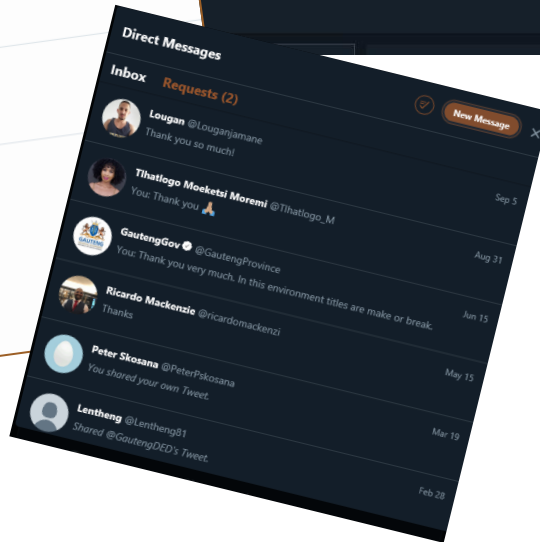 Direct Messages
Inbox Requests (2)
New Message
Lougan @Louganjamane Sep 5
Thank you so much!
Tlhatlogo Moeketsi Moremi @Tlhatlogo_M Aug 31
You: Thank you 🙏🏽
GautengGov @GautengProvince Jun 15
You: Thank you very much. In this environment titles are make or break.
GAUTENG
Ricardo Mackenzie @ricardomackenzi May 15
Thanks
Peter Skosana @PeterPskosana Mar 19
You shared your own Tweet.
Lentheng @Lentheng81 Feb 28
Shared @GautengDED's Tweet.